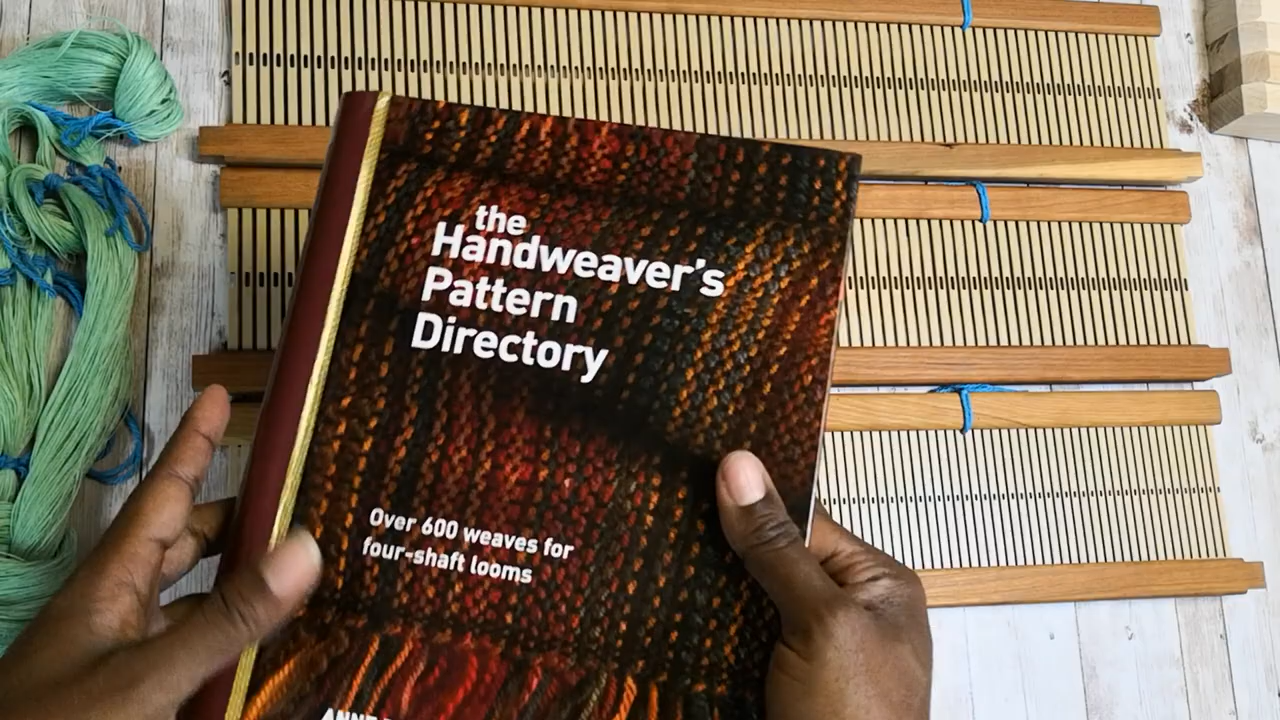 the
Handweaver's
Pattern
Directory
Over 600 weaves for
four-shaft looms